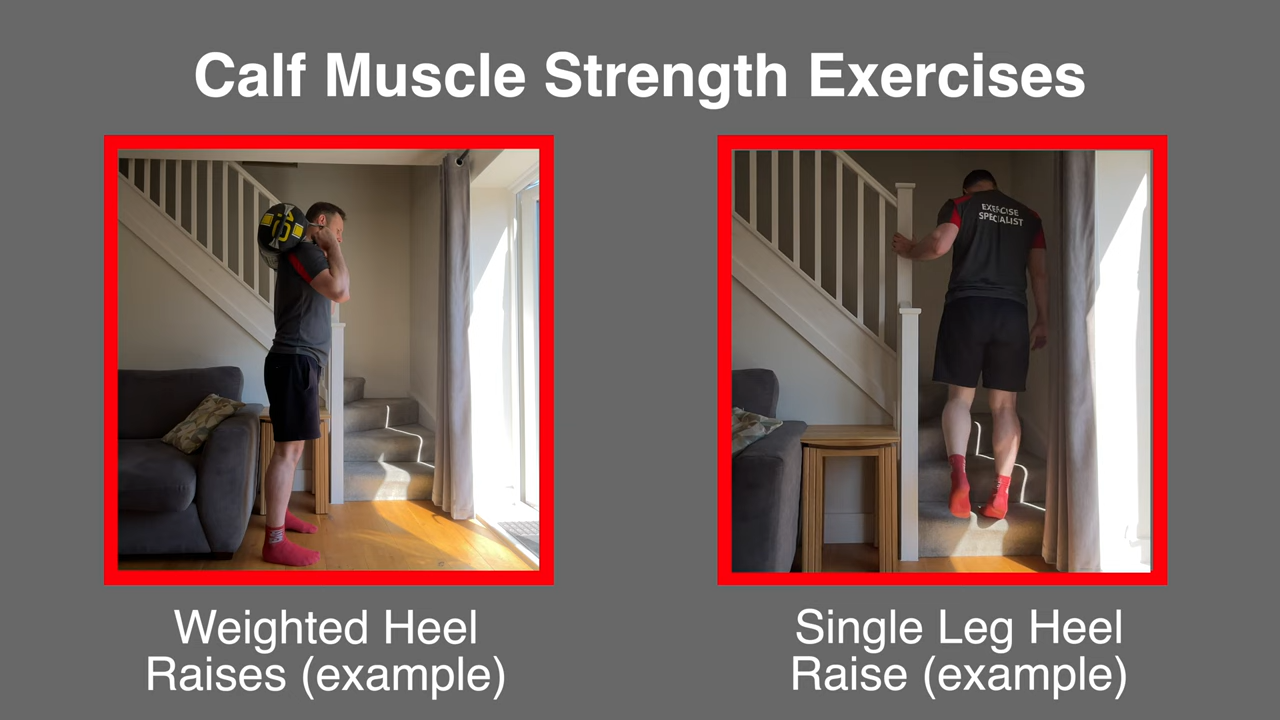 Calf Muscle Strength Exercises
EXERCISE
SPECIALIST
Weighted Heel
Raises (example)
Single Leg Heel
Raise (example)